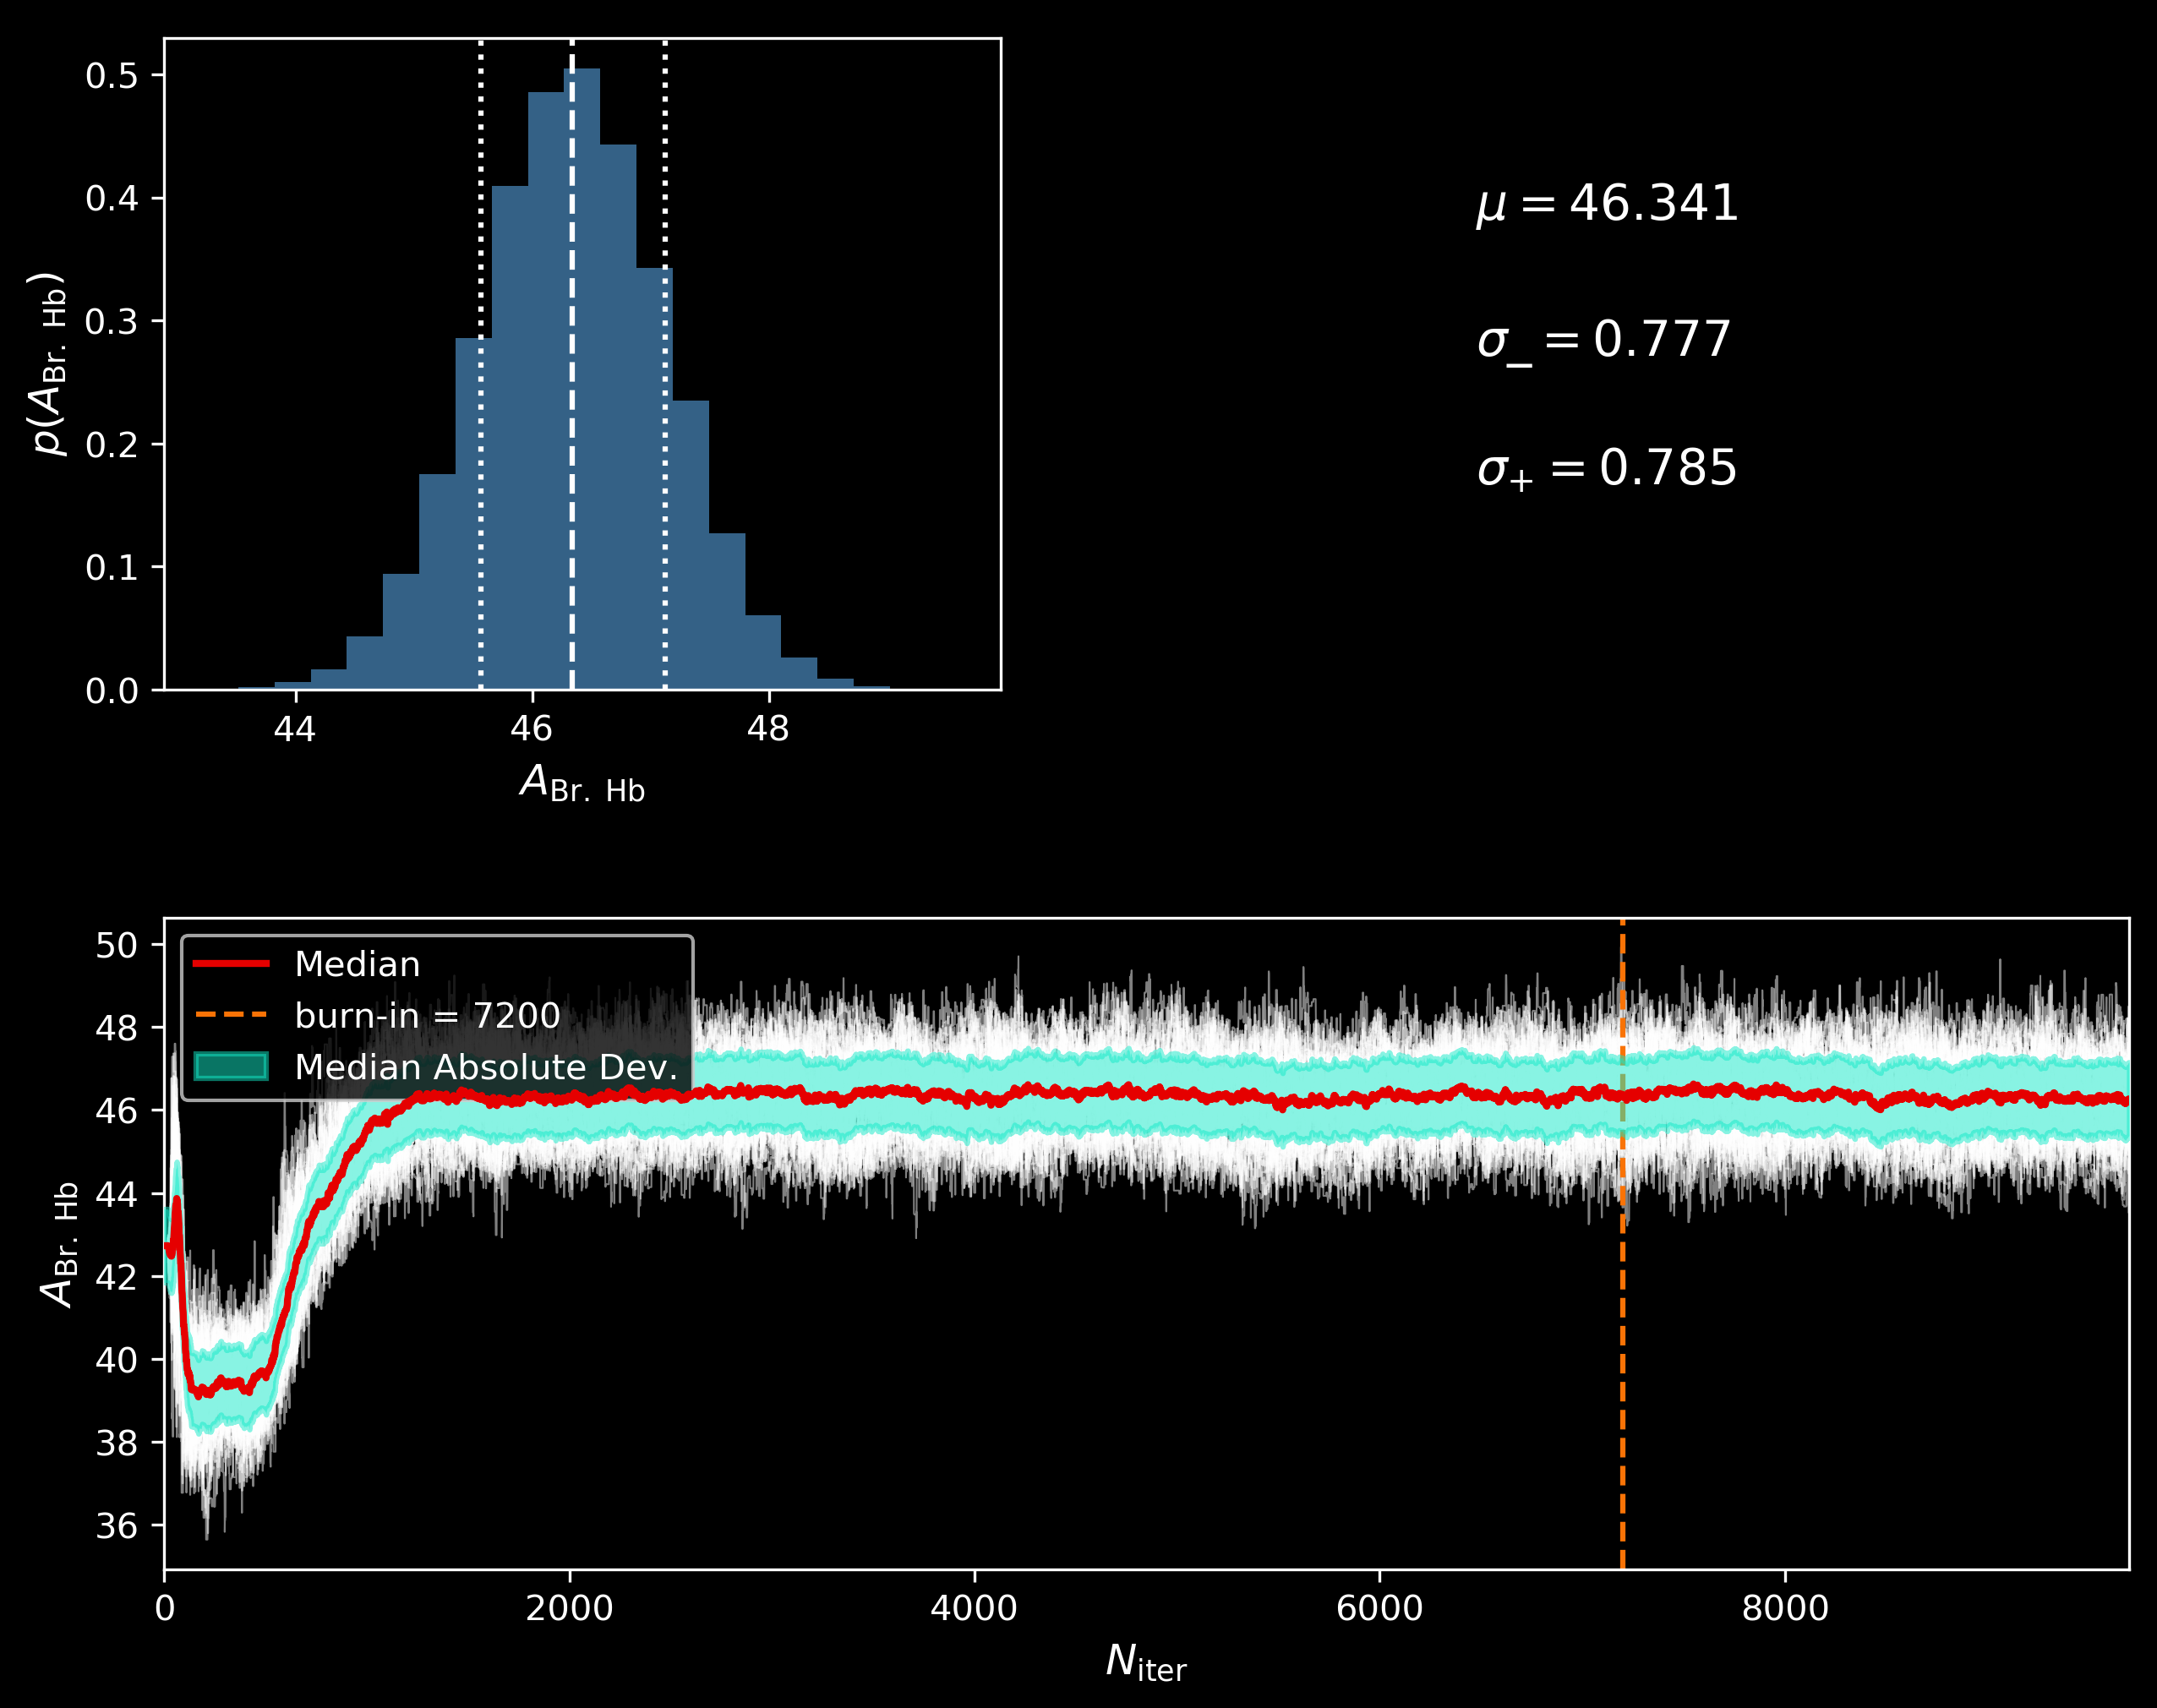 0.5
0.4
0.3
0.2
0.1
0.0
p(A_Br. Hb)
44 46 48
A_Br. Hb
μ = 46.341
σ_− = 0.777
σ_+ = 0.785
50
48
46
44
42
40
38
36
A_Br. Hb
Median
burn-in = 7200
Median Absolute Dev.
0 2000 4000 6000 8000
N_iter